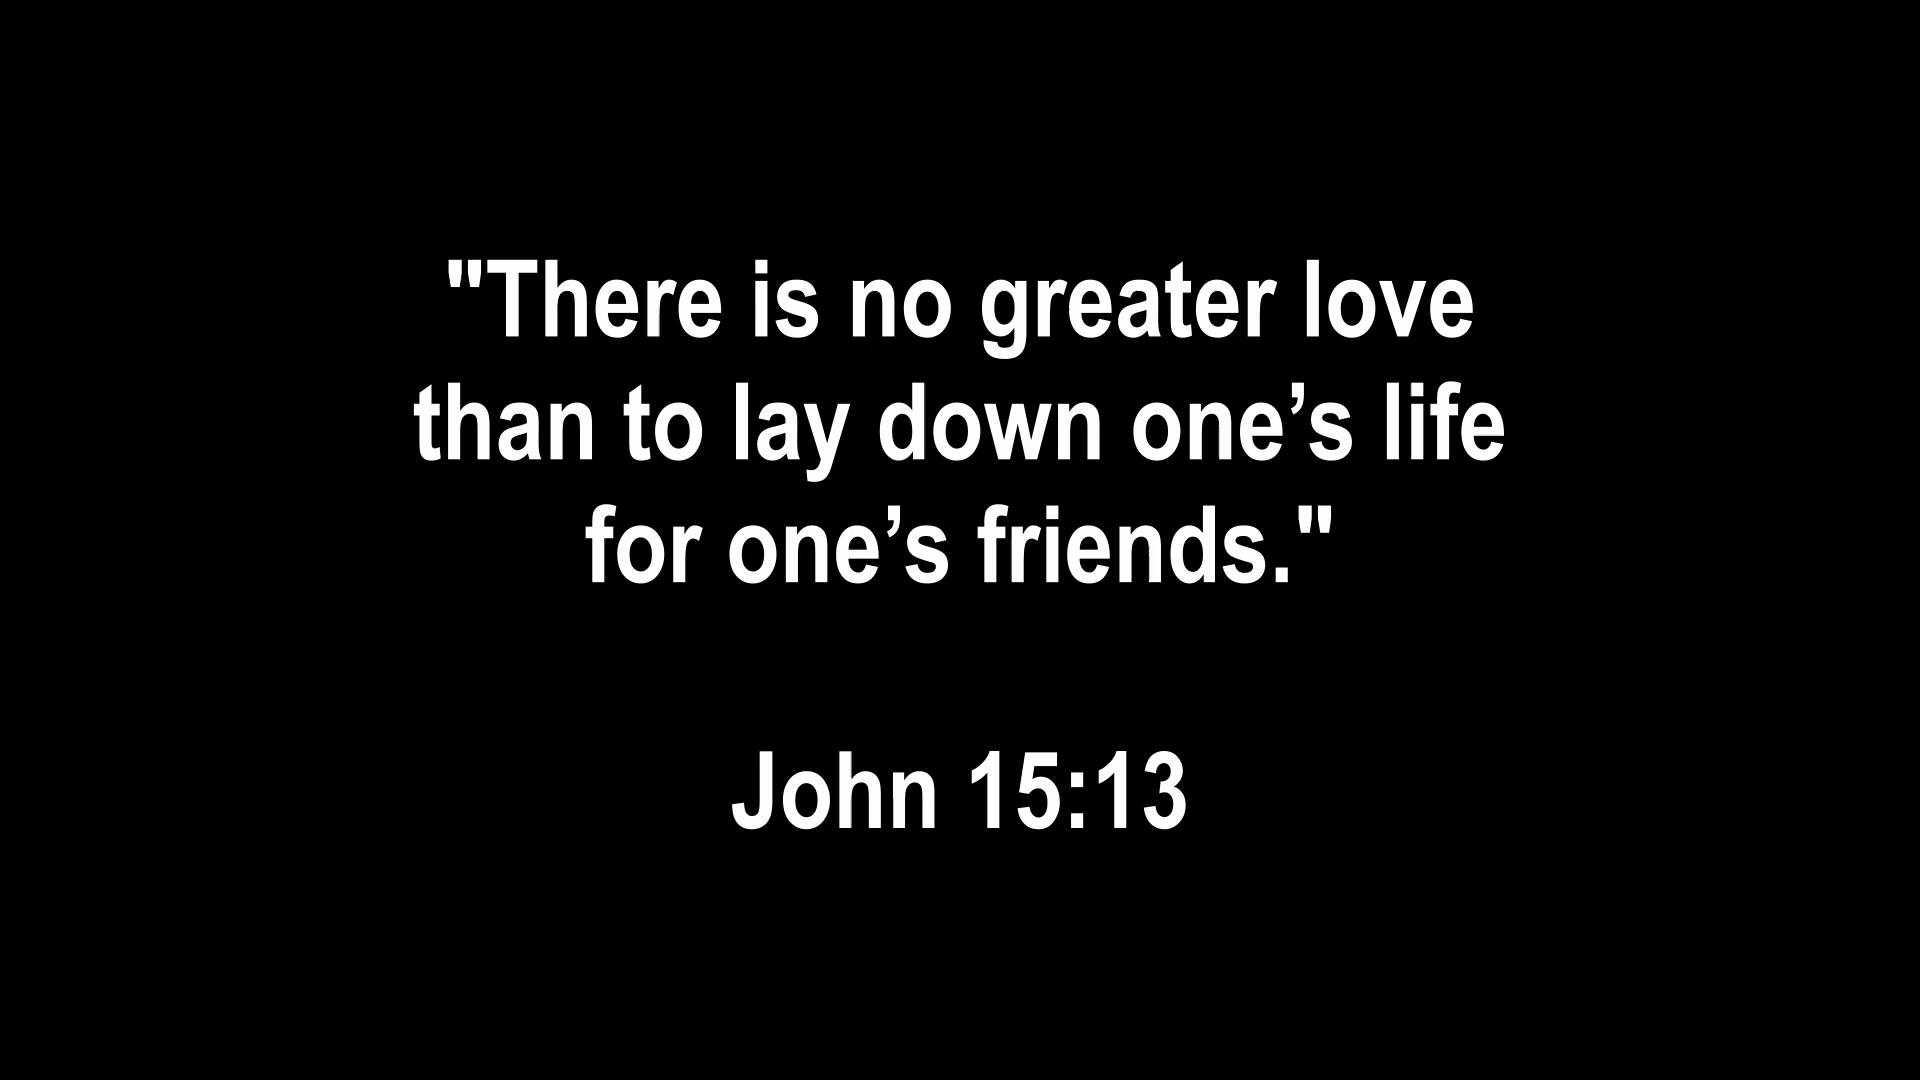 "There is no greater love
than to lay down one’s life
for one’s friends."
John 15:13